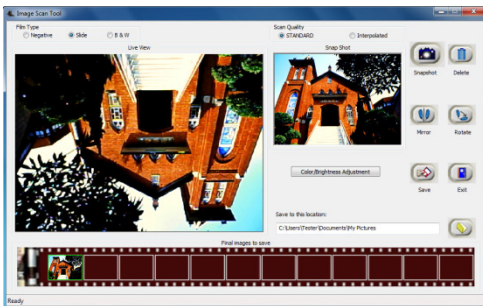 Image Scan Tool
Film Type
Negative
Slide
B & W
Scan Quality
STANDARD
Interpolated
Live View
Snap Shot
Snapshot
Delete
Mirror
Rotate
Color/Brightness Adjustment
Save
Exit
Save to this location:
C:\Users\Tester\Documents\My Pictures
Final images to save
Ready